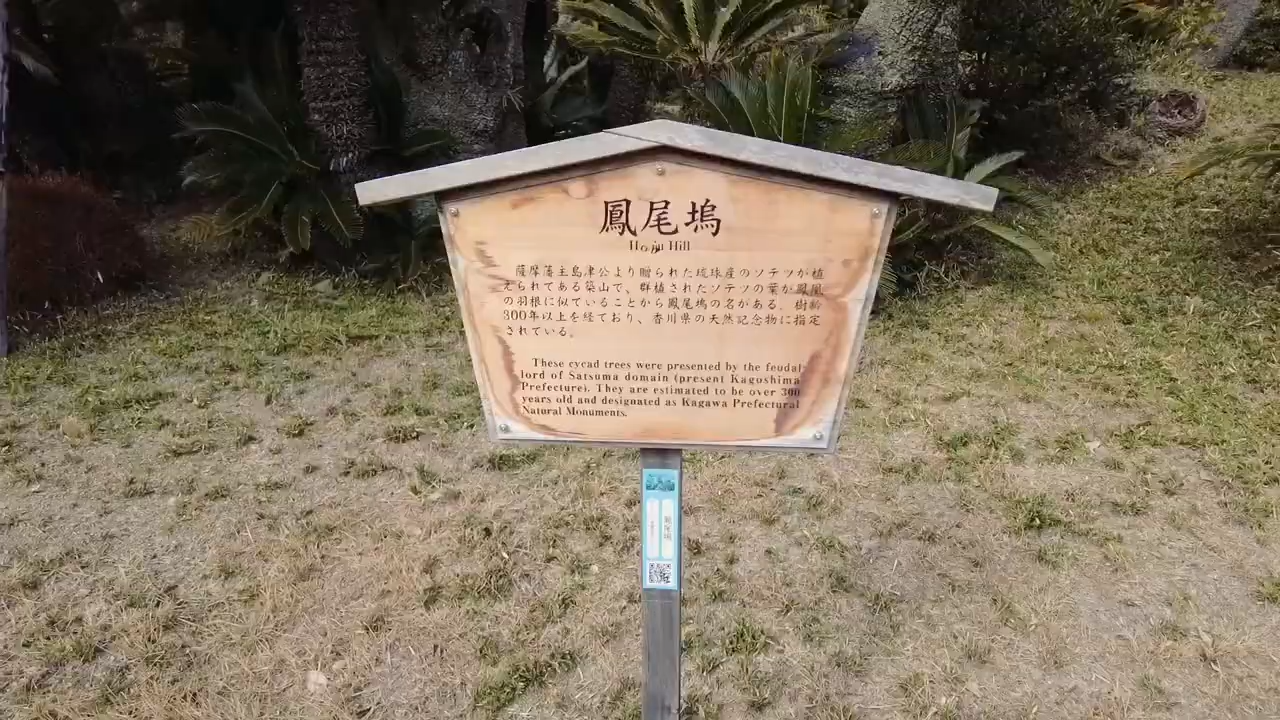 鳳尾塢
Hill
薩摩藩主島津公より贈られた琉球産のソテツが植
えられてある築山で、群植されたソテツの葉が鳳凰
の羽根に似ていることから鳳尾塢の名がある。樹齢
300年以上を経ており、香川県の天然記念物に指定
されている。
These cycad trees were presented by the feudal
lord of Satsuma domain (present Kagoshima
Prefecture). They are estimated to be over 300
years old and designated as Kagawa Prefectural
Natural Monuments.
鳳尾塢